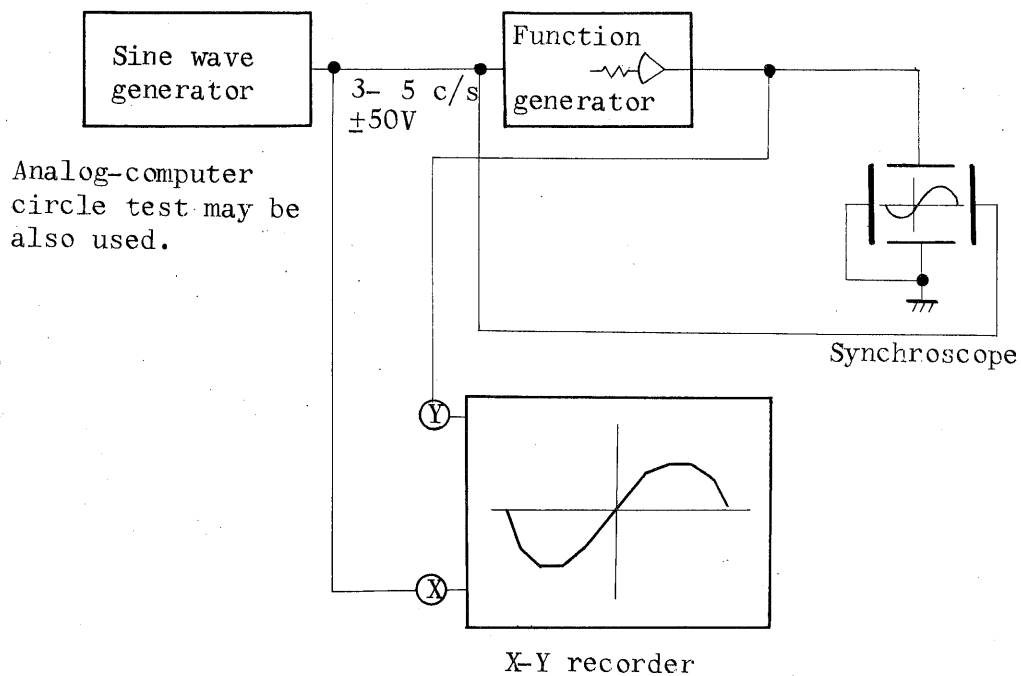 Sine wave
generator
3- 5 c/s
±50V
Function
generator
Analog-computer
circle test may be
also used.
Synchroscope
Y
X
X-Y recorder